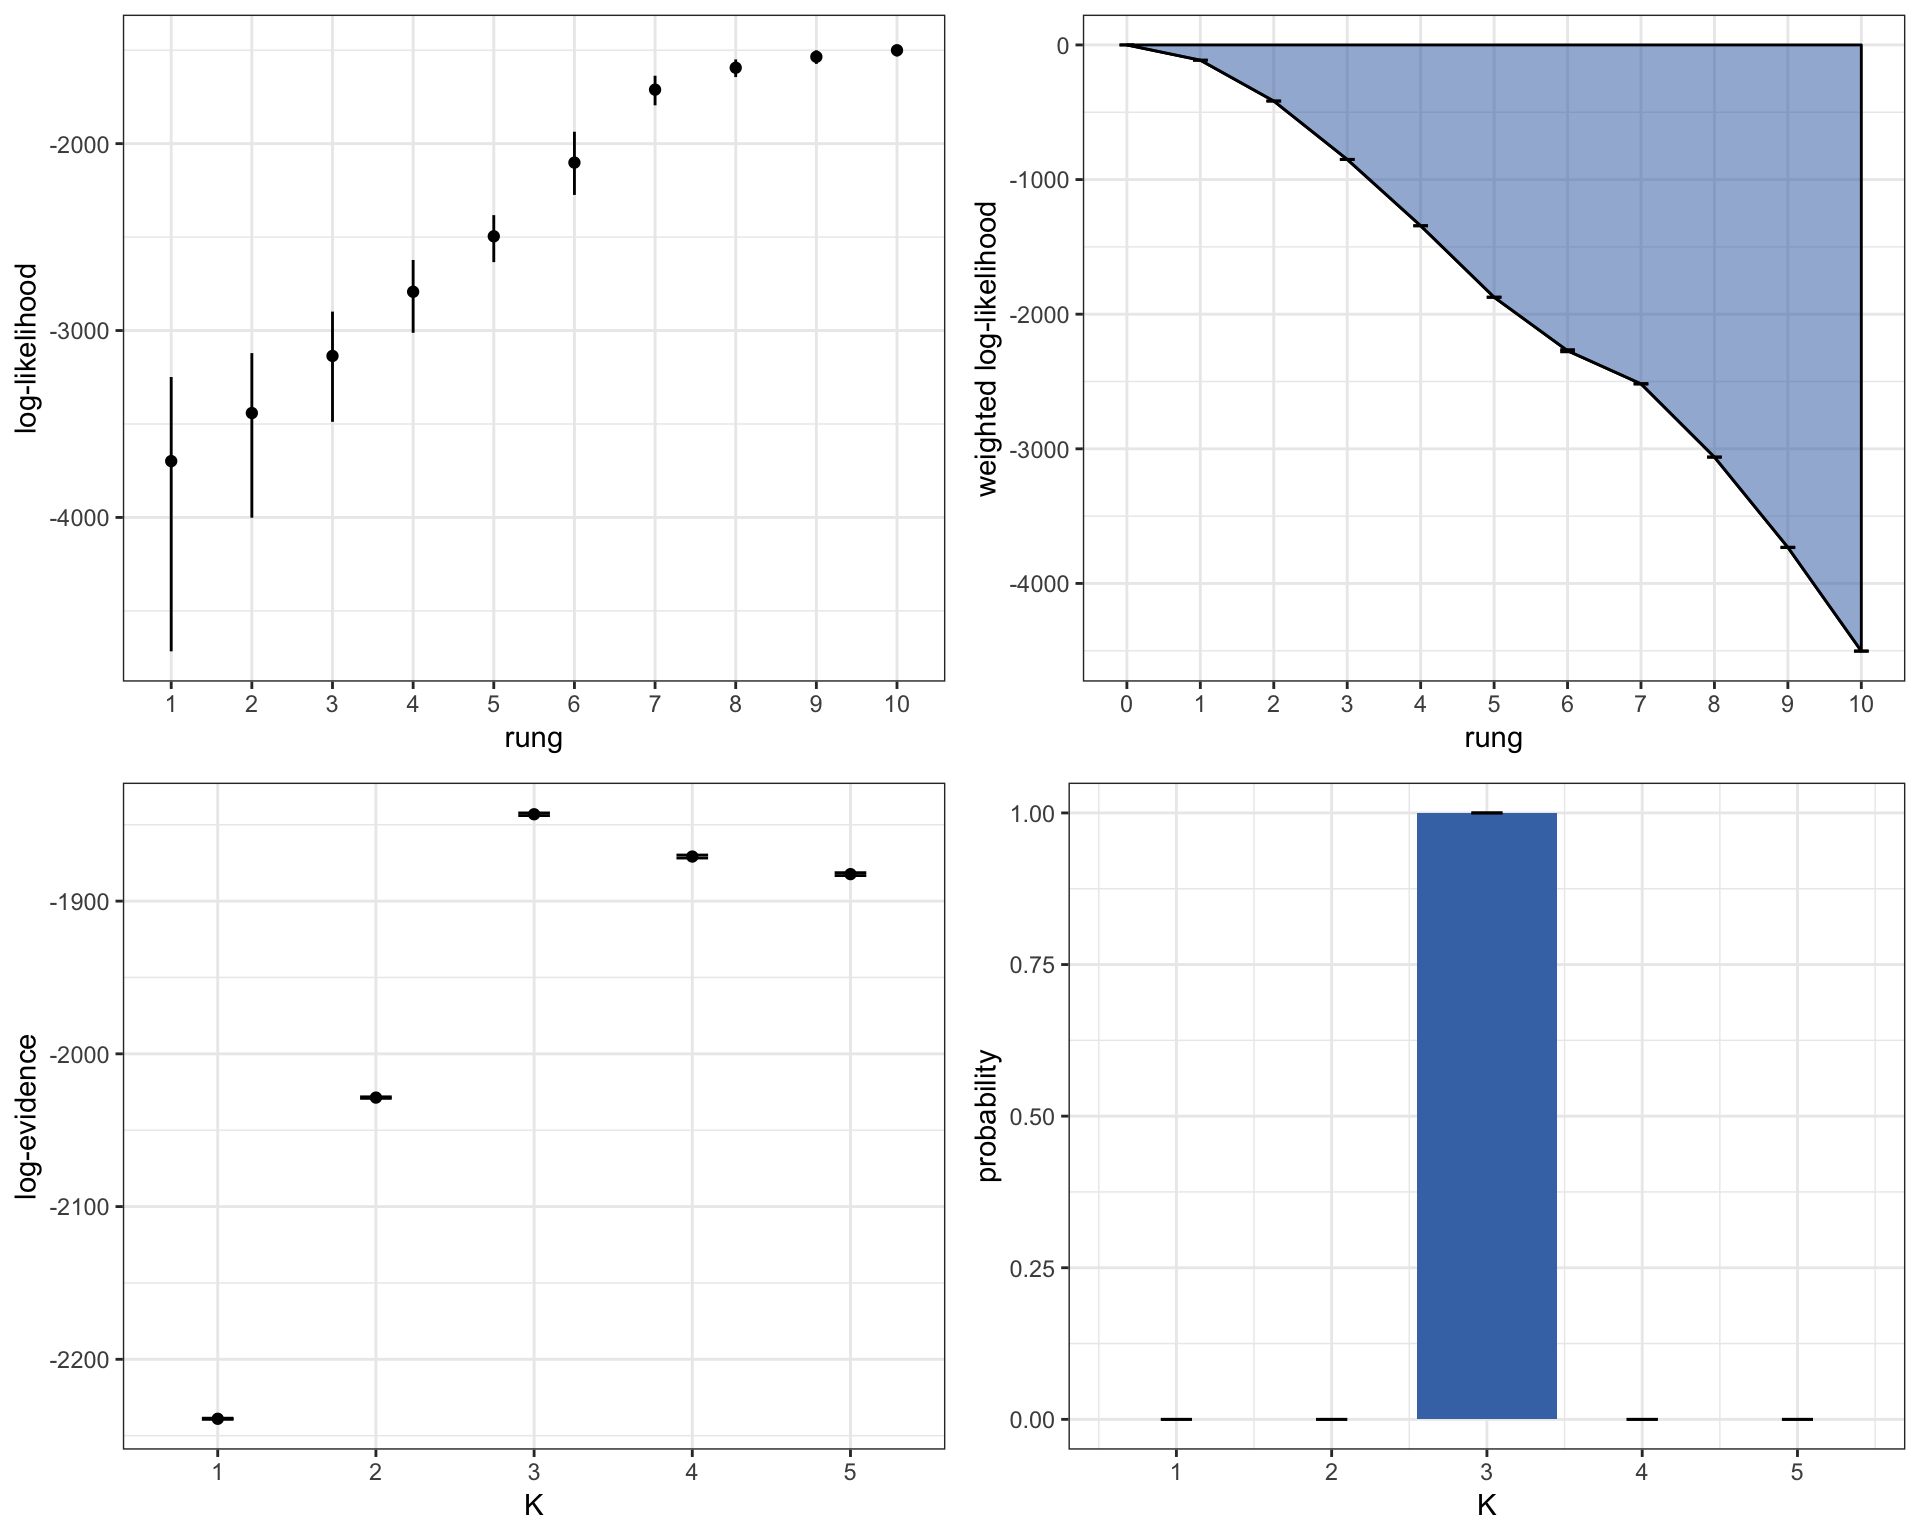 log-likelihood
-2000
-3000
-4000
1 2 3 4 5 6 7 8 9 10
rung
weighted log-likelihood
0
-1000
-2000
-3000
-4000
0 1 2 3 4 5 6 7 8 9 10
rung
log-evidence
-1900
-2000
-2100
-2200
1 2 3 4 5
K
probability
1.00
0.75
0.50
0.25
0.00
1 2 3 4 5
K